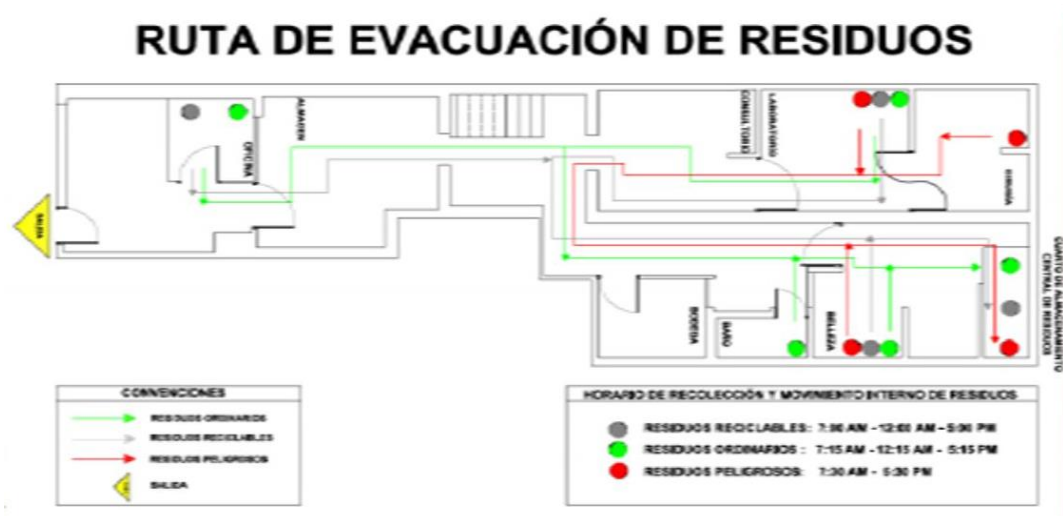 RUTA DE EVACUACIÓN DE RESIDUOS
OFICINA
ALMACEN
CONSULTORIO
LABORATORIO
CIRUGÍA
SALIDA
BODEGA
BAÑO
BELLEZA
CUARTO DE ALMACENAMIENTO
CENTRAL DE RESIDUOS
CONVENCIONES
RESIDUOS ORDINARIOS
RESIDUOS RECICLABLES
RESIDUOS PELIGROSOS
SALIDA
HORARIO DE RECOLECCIÓN Y MOVIMIENTO INTERNO DE RESIDUOS
RESIDUOS RECICLABLES: 7:00 AM - 12:00 AM - 5:00 PM
RESIDUOS ORDINARIOS : 7:15 AM - 12:15 AM - 5:15 PM
RESIDUOS PELIGROSOS: 7:30 AM - 5:30 PM